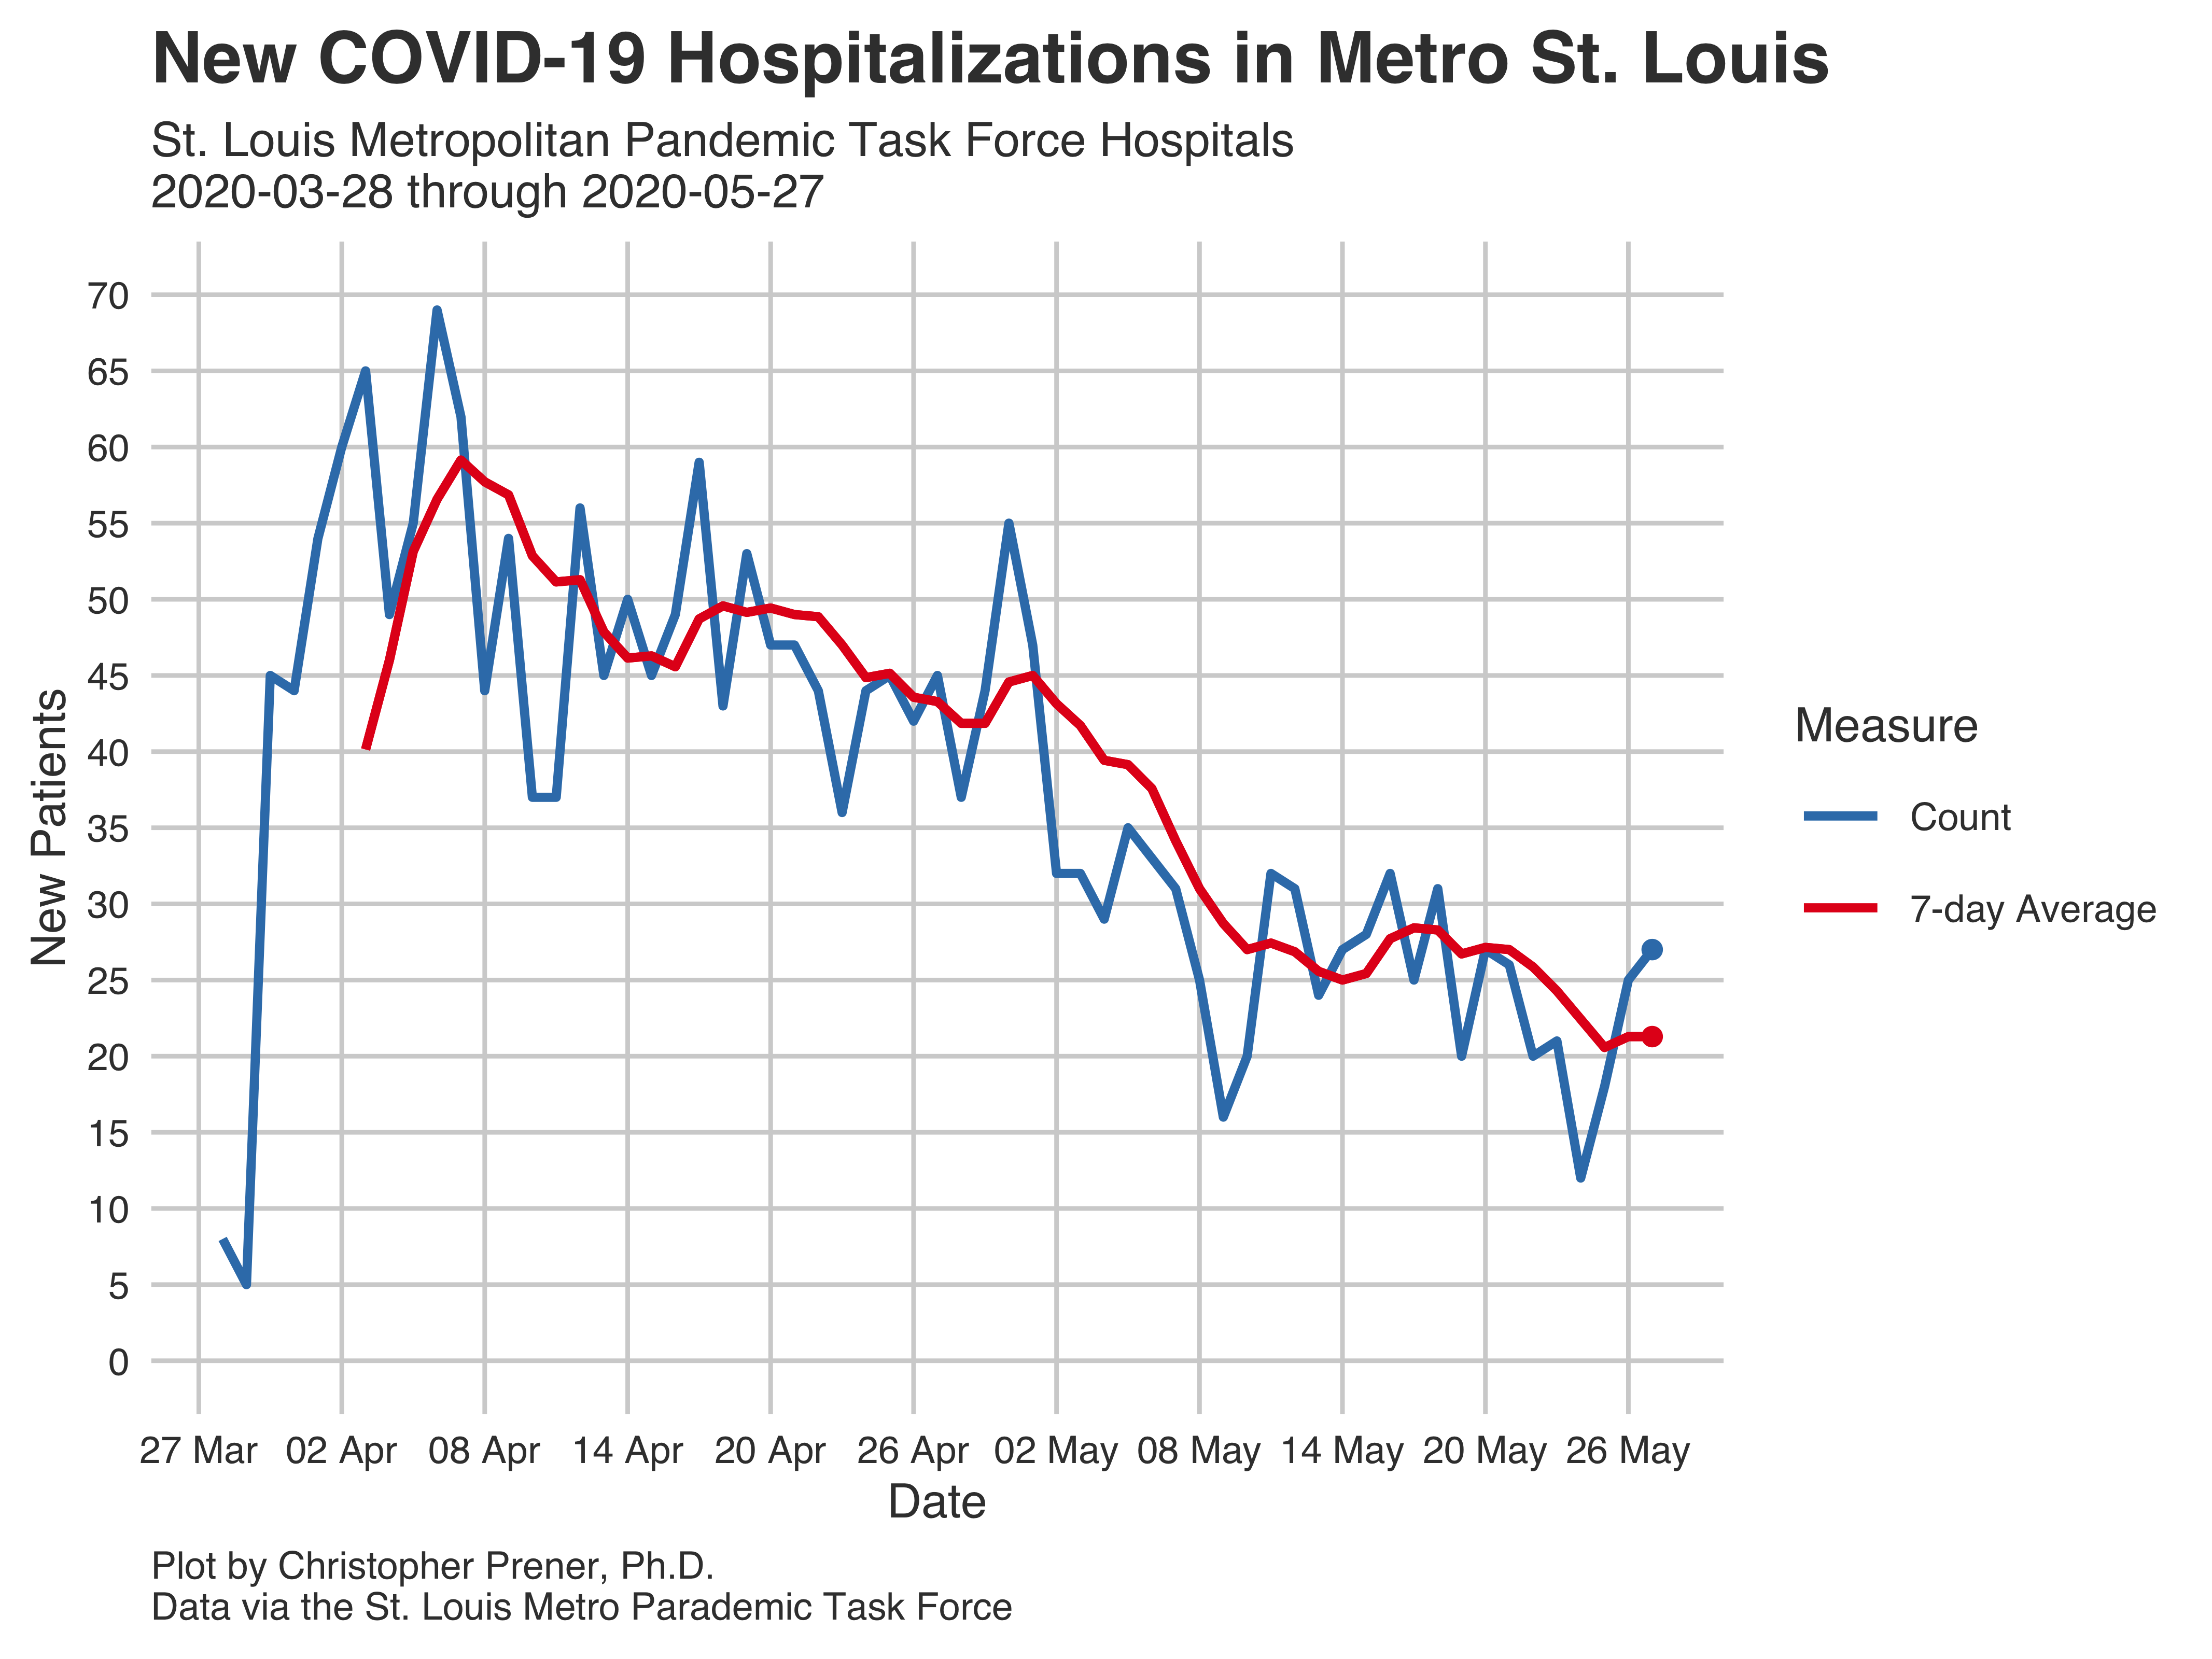 New COVID-19 Hospitalizations in Metro St. Louis
St. Louis Metropolitan Pandemic Task Force Hospitals
2020-03-28 through 2020-05-27
70
65
60
55
50
45
40
35
30
25
20
15
10
5
0
New Patients
27 Mar 02 Apr 08 Apr 14 Apr 20 Apr 26 Apr 02 May 08 May 14 May 20 May 26 May
Date
Measure
Count
7-day Average
Plot by Christopher Prener, Ph.D.
Data via the St. Louis Metro Parademic Task Force